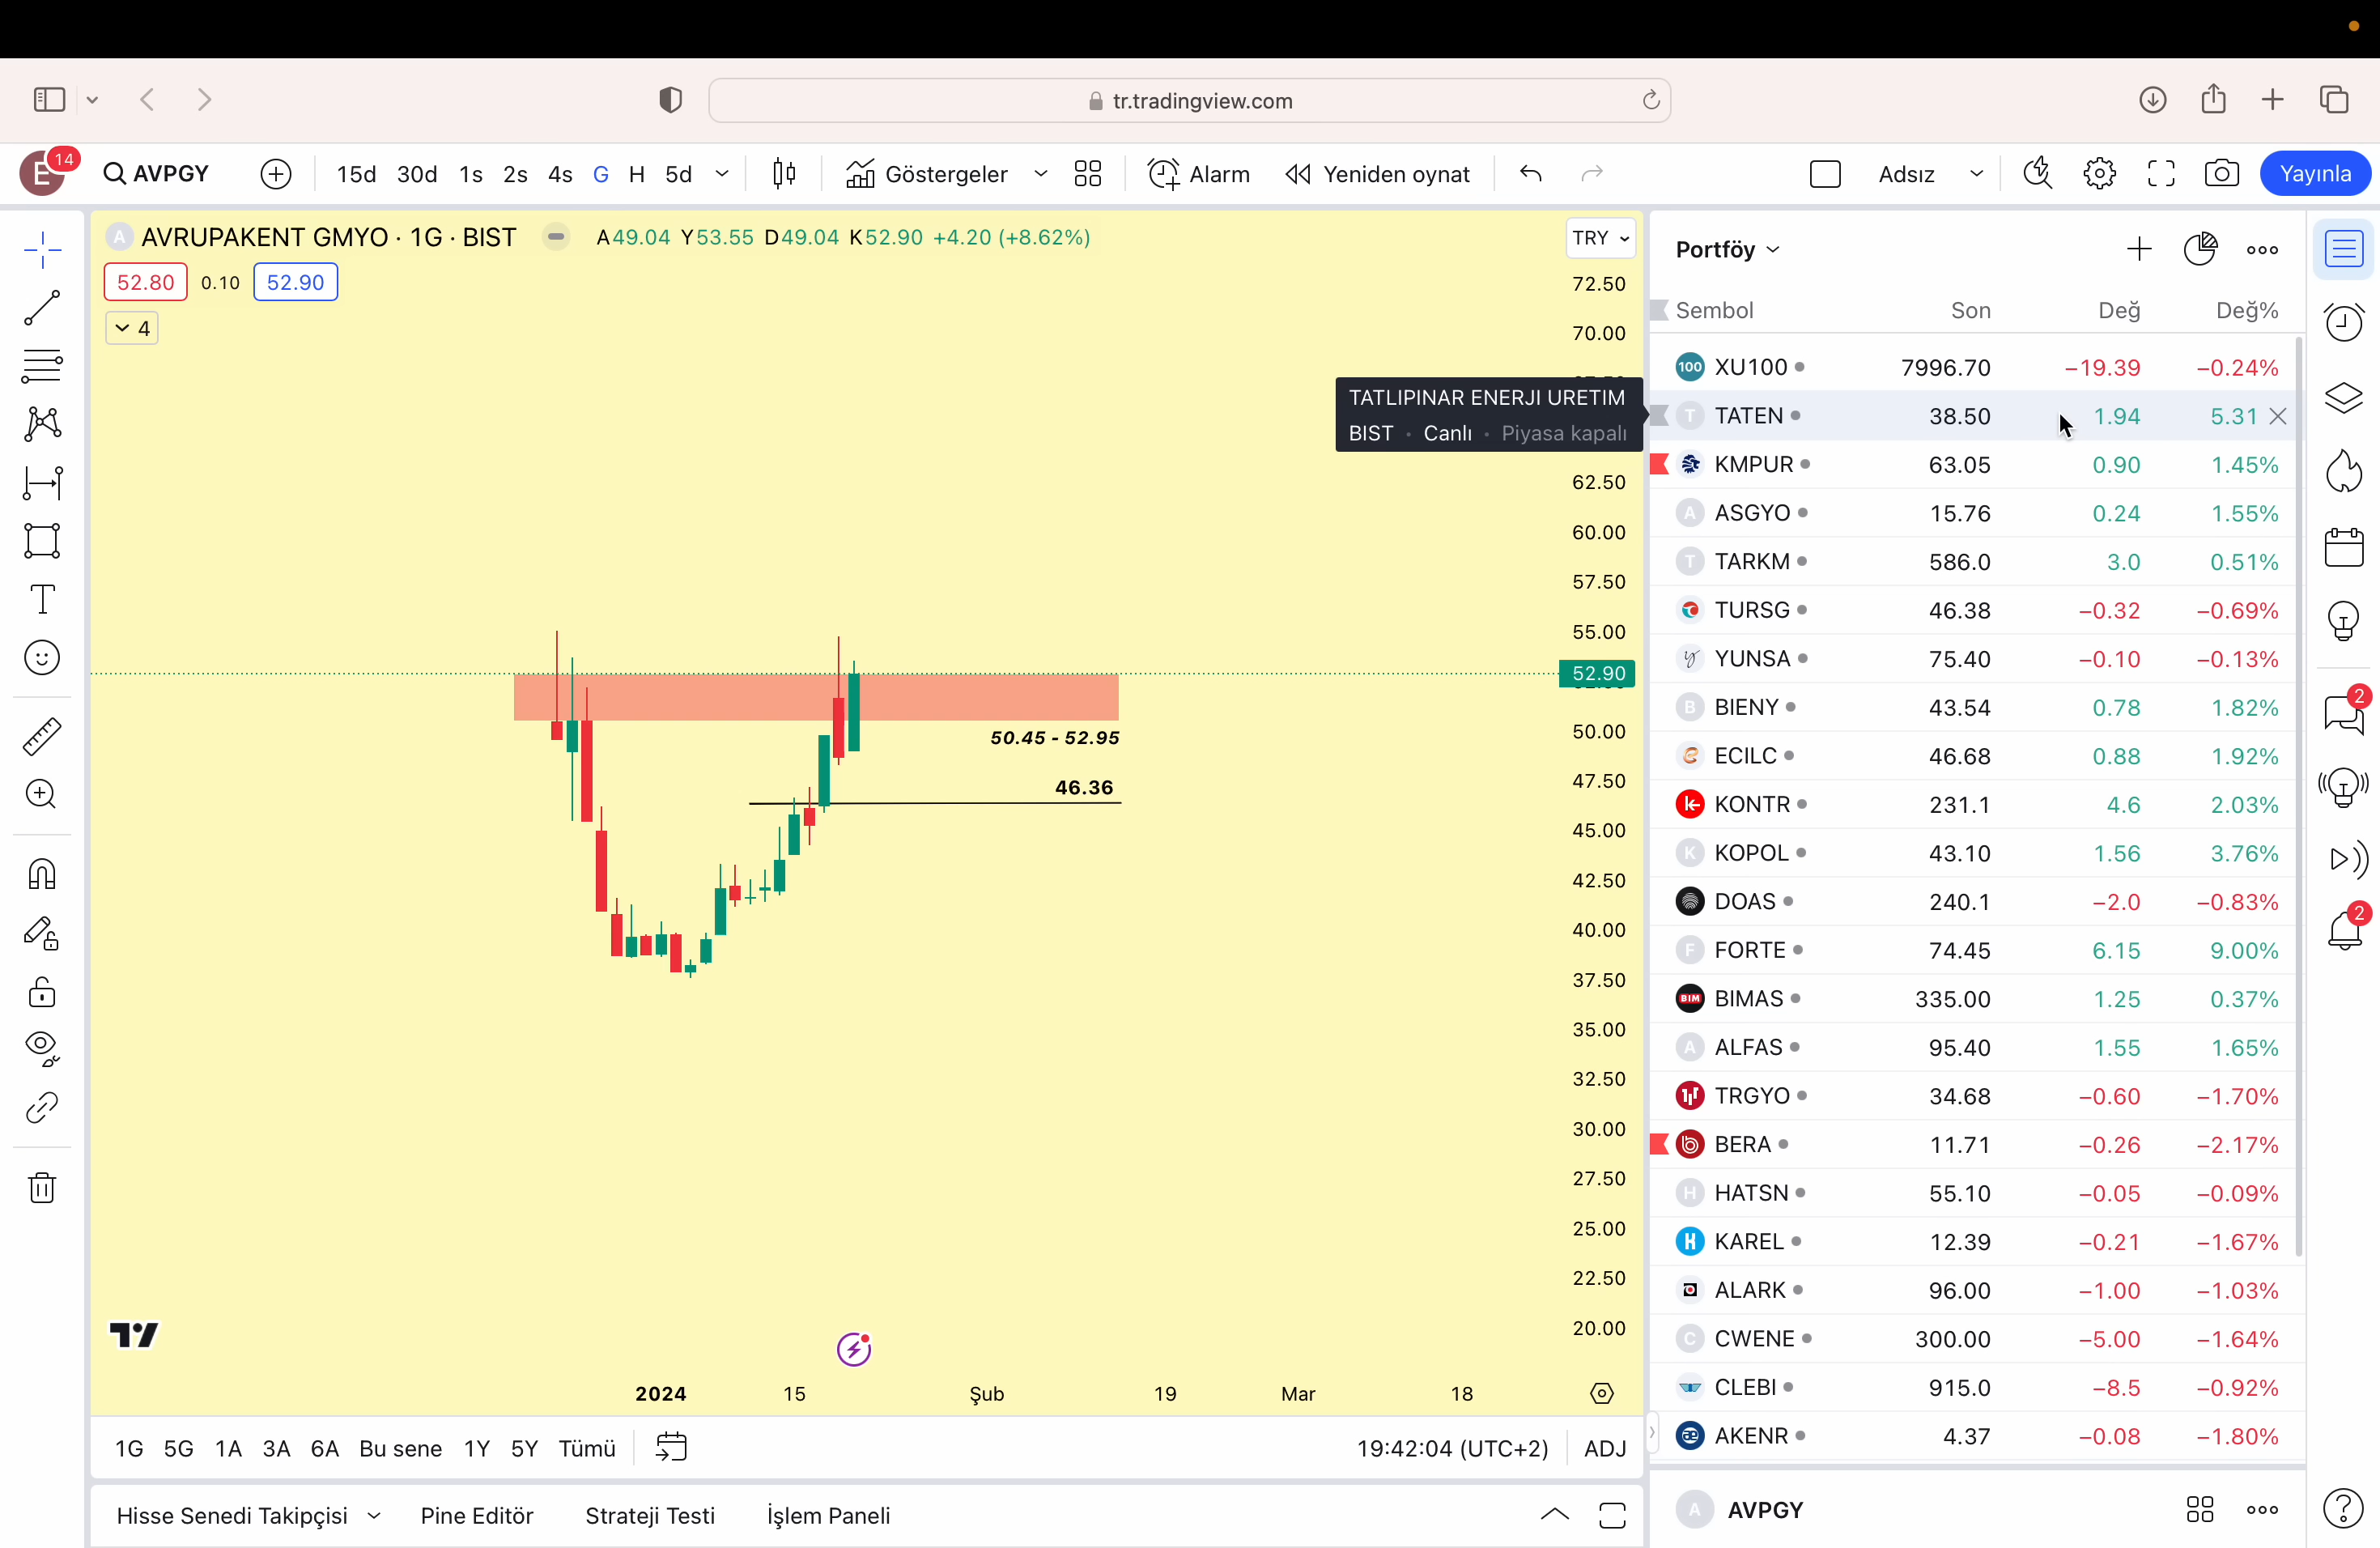 tr.tradingview.com
E 14 AVPGY 15d 30d 1s 2s 4s G H 5d Göstergeler Alarm Yeniden oynat Adsız Yayınla
A AVRUPAKENT GMYO · 1G · BIST A49.04 Y53.55 D49.04 K52.90 +4.20 (+8.62%)
TRY
52.80 0.10 52.90
4
72.50
70.00
62.50
60.00
57.50
55.00
52.90
50.00
47.50
45.00
42.50
40.00
37.50
35.00
32.50
30.00
27.50
25.00
22.50
20.00
50.45 - 52.95
46.36
TATLIPINAR ENERJI URETIM
BIST · Canlı · Piyasa kapalı
2024 15 Şub 19 Mar 18
1G 5G 1A 3A 6A Bu sene 1Y 5Y Tümü 19:42:04 (UTC+2) ADJ
Hisse Senedi Takipçisi Pine Editör Strateji Testi İşlem Paneli
Portföy
Sembol Son Değ Değ%
100 XU100 7996.70 −19.39 −0.24%
T TATEN 38.50 1.94 5.31
KMPUR 63.05 0.90 1.45%
A ASGYO 15.76 0.24 1.55%
T TARKM 586.0 3.0 0.51%
TURSG 46.38 −0.32 −0.69%
YUNSA 75.40 −0.10 −0.13%
B BIENY 43.54 0.78 1.82%
ECILC 46.68 0.88 1.92%
KONTR 231.1 4.6 2.03%
K KOPOL 43.10 1.56 3.76%
DOAS 240.1 −2.0 −0.83%
F FORTE 74.45 6.15 9.00%
BIM BIMAS 335.00 1.25 0.37%
A ALFAS 95.40 1.55 1.65%
TRGYO 34.68 −0.60 −1.70%
BERA 11.71 −0.26 −2.17%
H HATSN 55.10 −0.05 −0.09%
KAREL 12.39 −0.21 −1.67%
ALARK 96.00 −1.00 −1.03%
C CWENE 300.00 −5.00 −1.64%
CLEBI 915.0 −8.5 −0.92%
AKENR 4.37 −0.08 −1.80%
A AVPGY
2
2